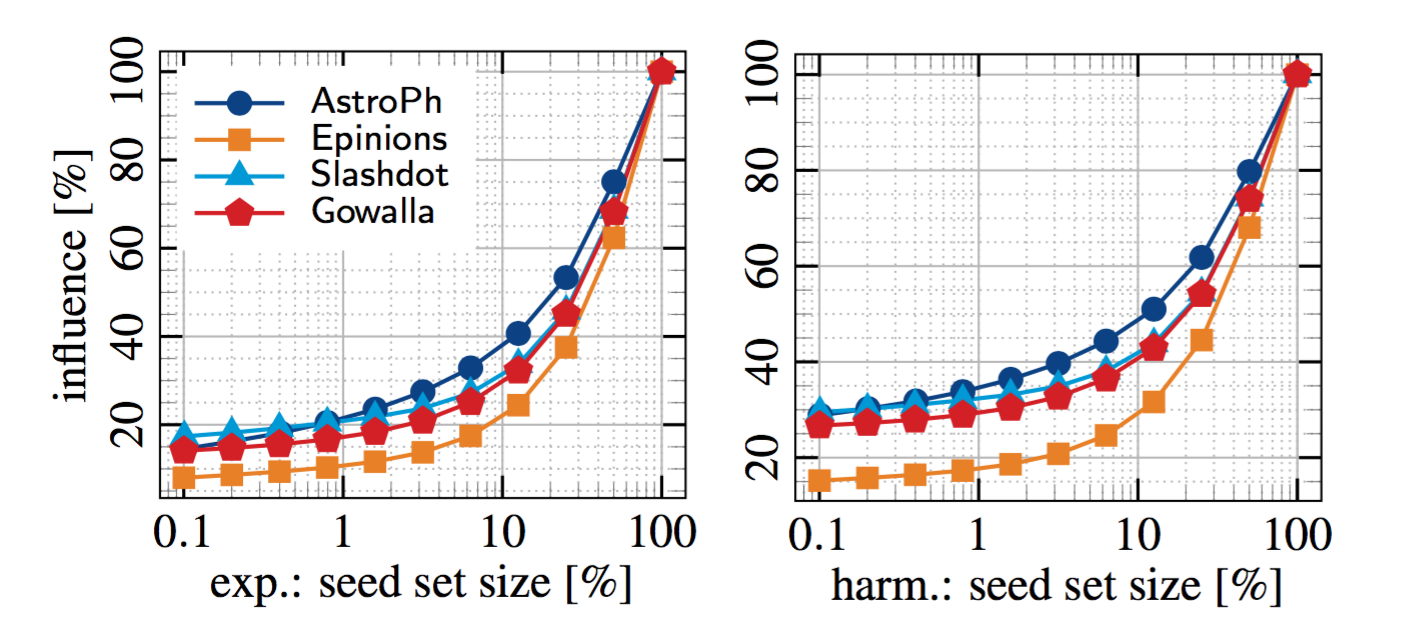 influence [%]
100
80
60
40
20
AstroPh
Epinions
Slashdot
Gowalla
0.1 1 10 100
exp.: seed set size [%]
100
80
60
40
20
0.1 1 10 100
harm.: seed set size [%]